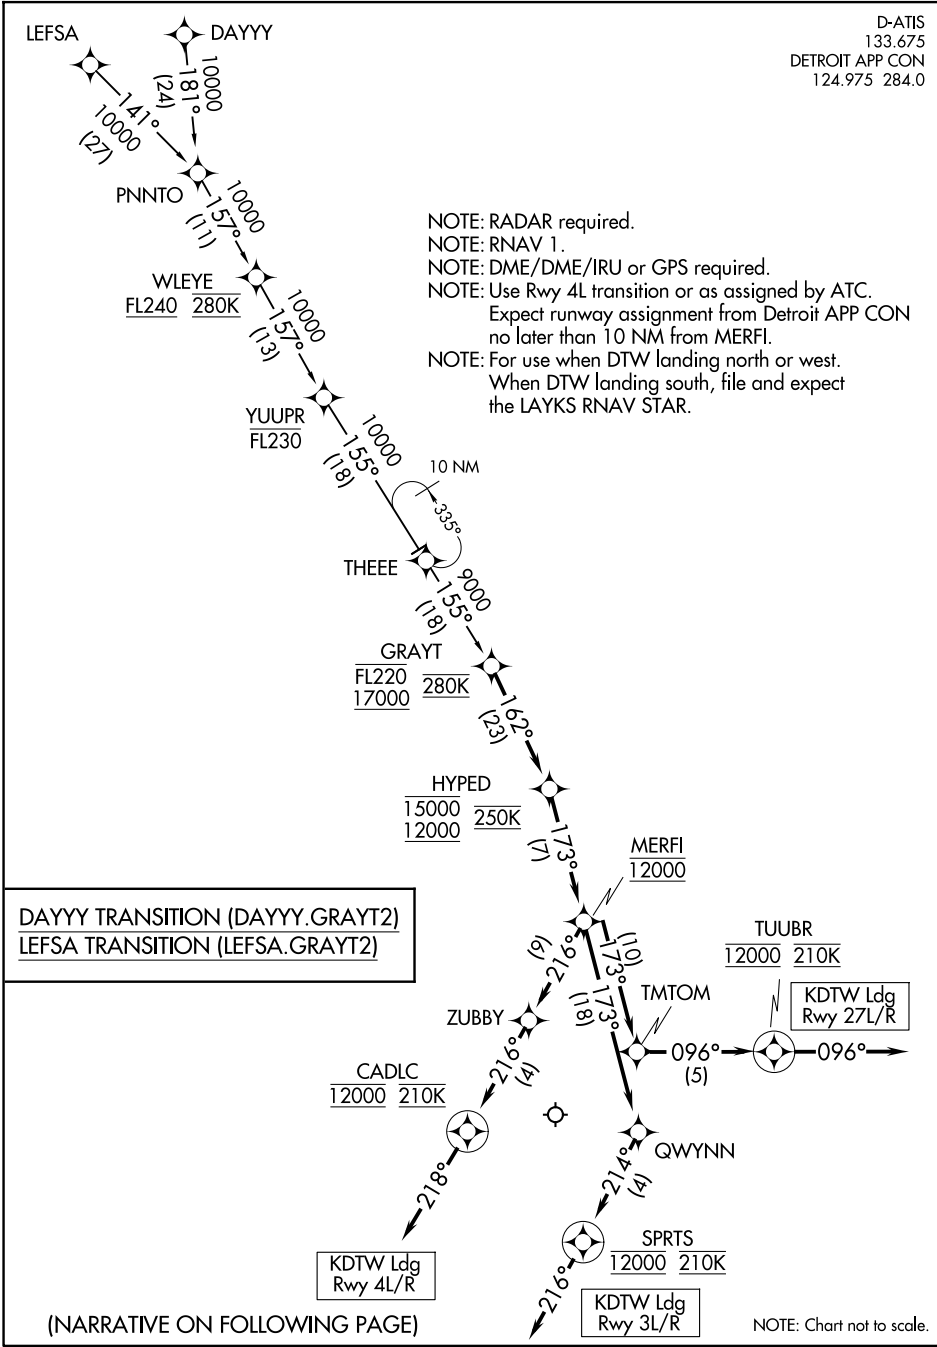 LEFSA
DAYYY
D-ATIS
133.675
DETROIT APP CON
124.975 284.0
10000
181°
(24)
141°
10000
(27)
PNNTO
10000
157°
(11)
NOTE: RADAR required.
NOTE: RNAV 1.
NOTE: DME/DME/IRU or GPS required.
NOTE: Use Rwy 4L transition or as assigned by ATC.
Expect runway assignment from Detroit APP CON
no later than 10 NM from MERFI.
NOTE: For use when DTW landing north or west.
When DTW landing south, file and expect
the LAYKS RNAV STAR.
WLEYE
FL240 280K
10000
157°
(13)
YUUPR
FL230
10000
155°
(18)
10 NM
335°
THEEE
9000
155°
(18)
GRAYT
FL220
17000
280K
162°
(23)
HYPED
15000
12000
250K
173°
(7)
MERFI
12000
DAYYY TRANSITION (DAYYY.GRAYT2)
LEFSA TRANSITION (LEFSA.GRAYT2)
(9)
216°
(10)
173°
173°
(18)
TUUBR
12000 210K
KDTW Ldg
Rwy 27L/R
TMTOM
ZUBBY
096°
(5)
096°
216°
(4)
CADLC
12000 210K
QWYNN
218°
214°
(4)
SPRTS
12000 210K
KDTW Ldg
Rwy 4L/R
216°
KDTW Ldg
Rwy 3L/R
(NARRATIVE ON FOLLOWING PAGE)
NOTE: Chart not to scale.